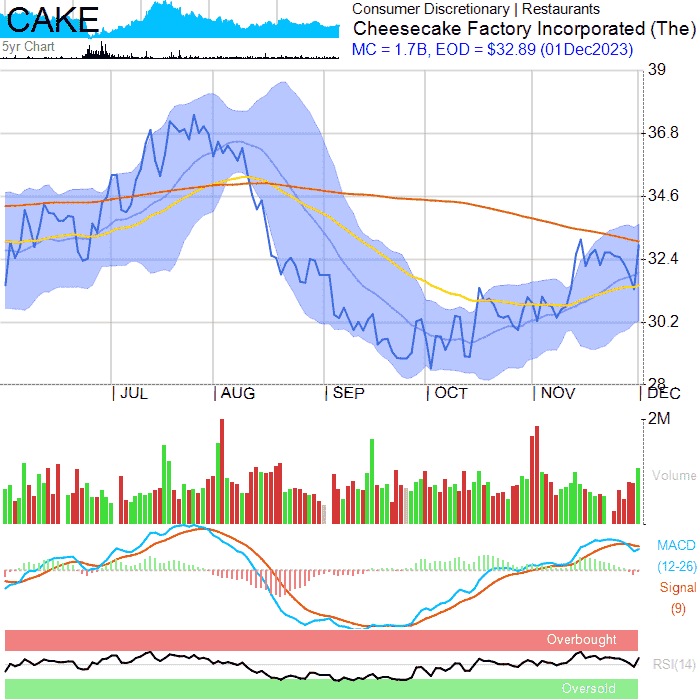 CAKE
5yr Chart
Consumer Discretionary | Restaurants
Cheesecake Factory Incorporated (The)
MC = 1.7B, EOD = $32.89 (01Dec2023)
39
36.8
34.6
32.4
30.2
28
JUL AUG SEP OCT NOV DEC
2M
Volume
MACD
(12-26)
Signal
(9)
Overbought
RSI(14)
Oversold